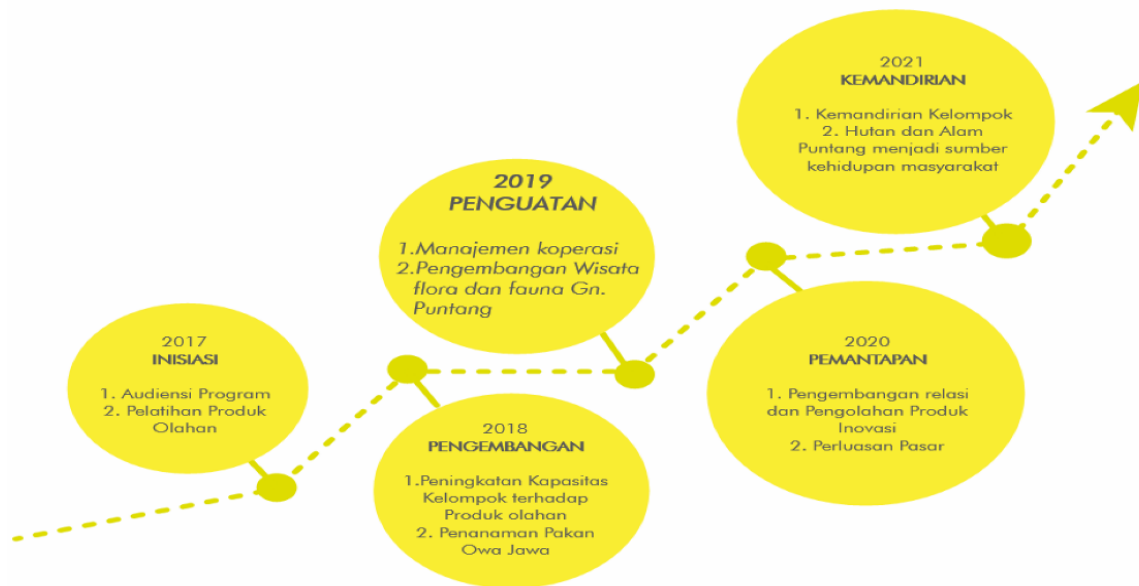 2017
INISIASI
1. Audiensi Program
2. Pelatihan Produk
Olahan
2018
PENGEMBANGAN
1.Peningkatan Kapasitas
Kelompok terhadap
Produk olahan
2. Penanaman Pakan
Owa Jawa
2019
PENGUATAN
1.Manajemen koperasi
2.Pengembangan Wisata
flora dan fauna Gn.
Puntang
2020
PEMANTAPAN
1. Pengembangan relasi
dan Pengolahan Produk
Inovasi
2. Perluasan Pasar
2021
KEMANDIRIAN
1. Kemandirian Kelompok
2. Hutan dan Alam
Puntang menjadi sumber
kehidupan masyarakat